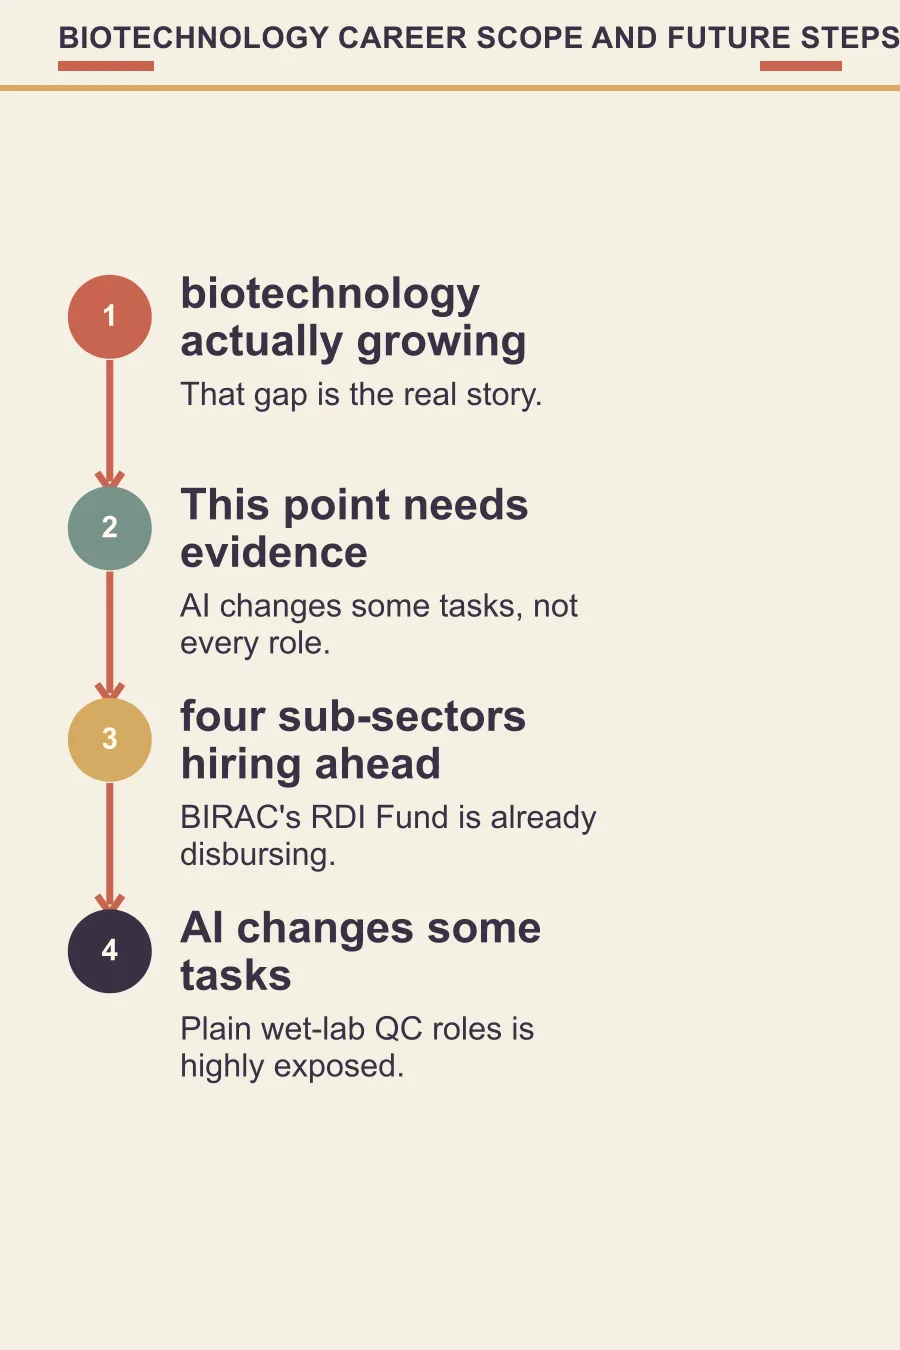 BIOTECHNOLOGY CAREER SCOPE AND FUTURE STEPS
1
biotechnology
actually growing
That gap is the real story.
2
This point needs
evidence
AI changes some tasks, not
every role.
3
four sub-sectors
hiring ahead
BIRAC's RDI Fund is already
disbursing.
4
AI changes some
tasks
Plain wet-lab QC roles is
highly exposed.